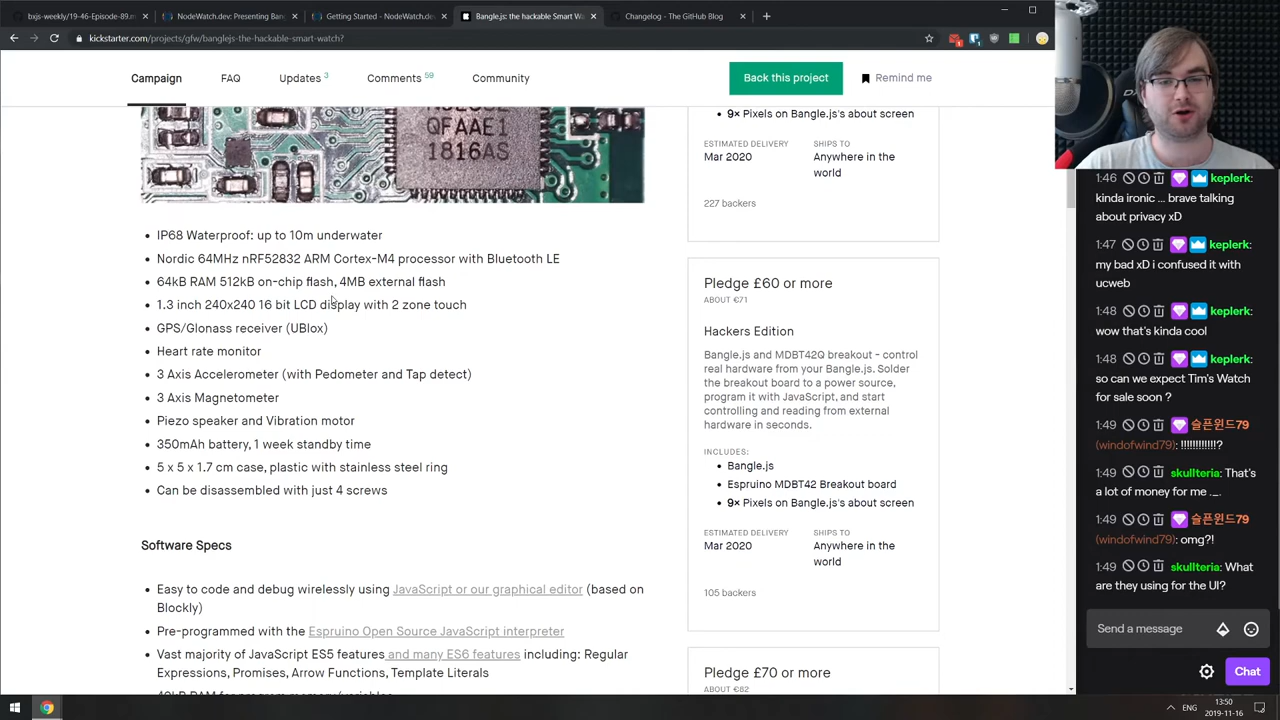 bxjs-weekly/19-46-Episode-89.m
NodeWatch.dev: Presenting Ban
Getting Started - NodeWatch.dev
Bangle.js: the hackable Smart Wa
Changelog - The GitHub Blog
kickstarter.com/projects/gfw/banglejs-the-hackable-smart-watch?
Campaign
FAQ
Updates 3
Comments 59
Community
Back this project
Remind me
QFAAE1
1816AS
IP68 Waterproof: up to 10m underwater
Nordic 64MHz nRF52832 ARM Cortex-M4 processor with Bluetooth LE
64kB RAM 512kB on-chip flash, 4MB external flash
1.3 inch 240x240 16 bit LCD display with 2 zone touch
GPS/Glonass receiver (UBlox)
Heart rate monitor
3 Axis Accelerometer (with Pedometer and Tap detect)
3 Axis Magnetometer
Piezo speaker and Vibration motor
350mAh battery, 1 week standby time
5 x 5 x 1.7 cm case, plastic with stainless steel ring
Can be disassembled with just 4 screws
Software Specs
Easy to code and debug wirelessly using JavaScript or our graphical editor (based on
Blockly)
Pre-programmed with the Espruino Open Source JavaScript interpreter
Vast majority of JavaScript ES5 features and many ES6 features including: Regular
Expressions, Promises, Arrow Functions, Template Literals
9× Pixels on Bangle.js's about screen
ESTIMATED DELIVERY
Mar 2020
SHIPS TO
Anywhere in the
world
227 backers
Pledge £60 or more
ABOUT €71
Hackers Edition
Bangle.js and MDBT42Q breakout - control
real hardware from your Bangle.js. Solder
the breakout board to a power source,
program it with JavaScript, and start
controlling and reading from external
hardware in seconds.
INCLUDES:
Bangle.js
Espruino MDBT42 Breakout board
9× Pixels on Bangle.js's about screen
ESTIMATED DELIVERY
Mar 2020
SHIPS TO
Anywhere in the
world
105 backers
Pledge £70 or more
ABOUT €82
1:46 keplerk:
kinda ironic ... brave talking
about privacy xD
1:47 keplerk:
my bad xD i confused it with
ucweb
1:48 keplerk:
wow that's kinda cool
1:48 keplerk:
so can we expect Tim's Watch
for sale soon ?
1:49 슬픈윈드79
(windofwind79): !!!!!!!!!!!!?
1:49 skullteria: That's
a lot of money for me ._.
1:49 슬픈윈드79
(windofwind79): omg?!
1:49 skullteria: What
are they using for the UI?
Send a message
Chat
ENG
13:50
2019-11-16